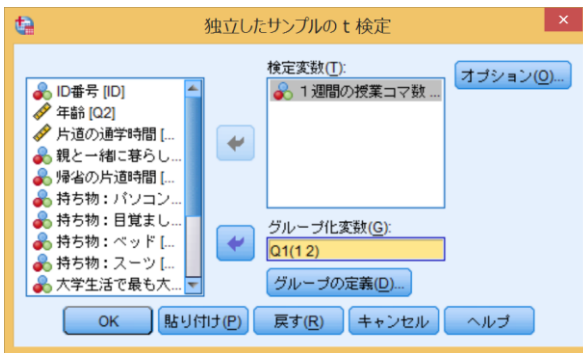 独立したサンプルの t 検定
ID番号 [ID]
年齢 [Q2]
片道の通学時間 [...
親と一緒に暮らし...
帰省の片道時間 [...
持ち物：パソコン...
持ち物：目覚まし...
持ち物：ベッド [...
持ち物：スーツ [...
大学生活で最も大...
検定変数(T):
１週間の授業コマ数 ...
オプション(O)...
グループ化変数(G):
Q1(1 2)
グループの定義(D)...
OK
貼り付け(P)
戻す(R)
キャンセル
ヘルプ